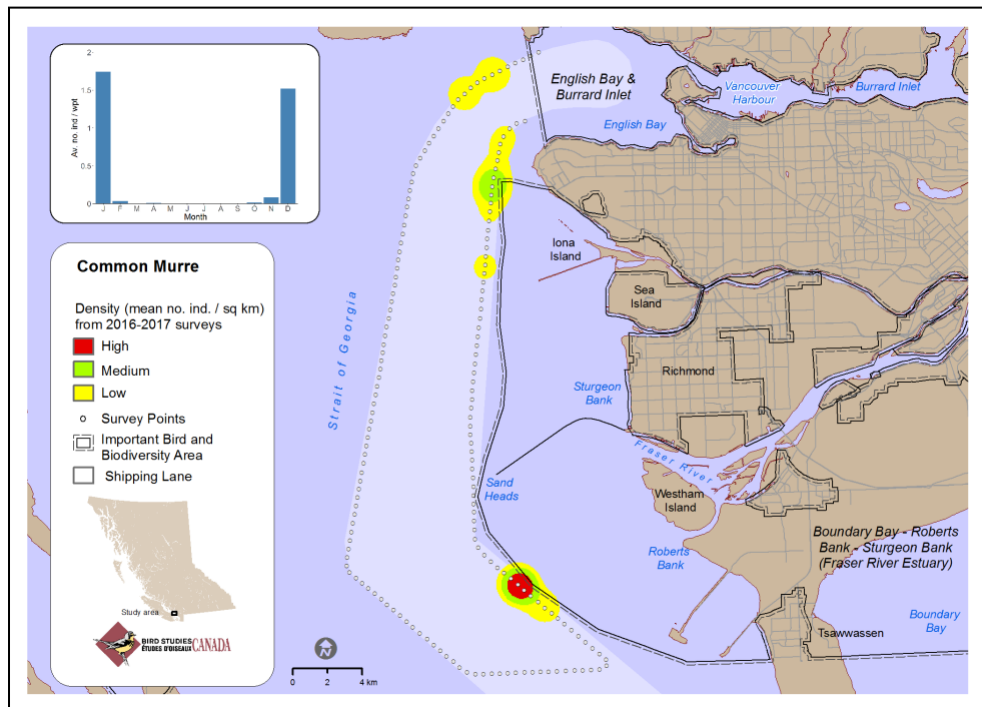 2
1.5
1
0.5
0
Av. no. ind / wpt
J F M A M J J A S O N D
Month
Common Murre
Density (mean no. ind. / sq km)
from 2016-2017 surveys
High
Medium
Low
Survey Points
Important Bird and
Biodiversity Area
Shipping Lane
Study area
BIRD STUDIES
ÉTUDES D'OISEAUX
CANADA
N
0 2 4 km
Strait of Georgia
English Bay &
Burrard Inlet
English Bay
Vancouver
Harbour
Burrard Inlet
Iona
Island
Sea
Island
Sturgeon
Bank
Richmond
Fraser River
Sand
Heads
Westham
Island
Roberts
Bank
Boundary Bay - Roberts
Bank - Sturgeon Bank
(Fraser River Estuary)
Boundary
Bay
Tsawwassen